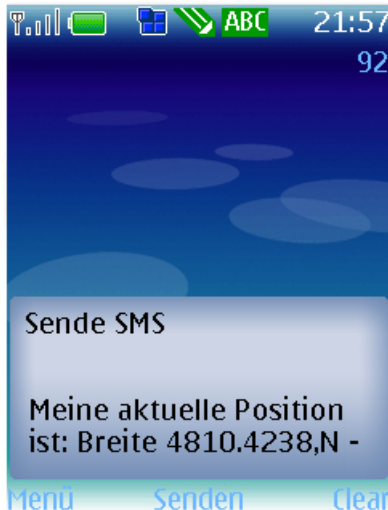 ABC 21:57
92
Sende SMS
Meine aktuelle Position
ist: Breite 4810.4238,N -
Menü Senden Clear